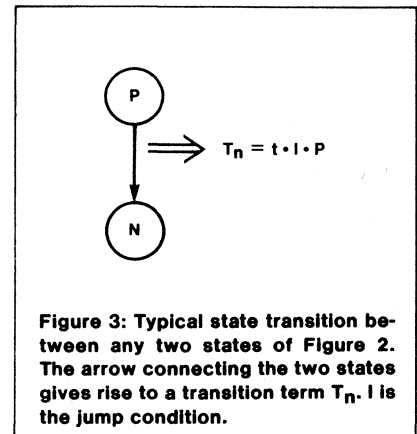 P
Tn = t • I • P
N
Figure 3: Typical state transition be-
tween any two states of Figure 2.
The arrow connecting the two states
gives rise to a transition term Tn. I is
the jump condition.